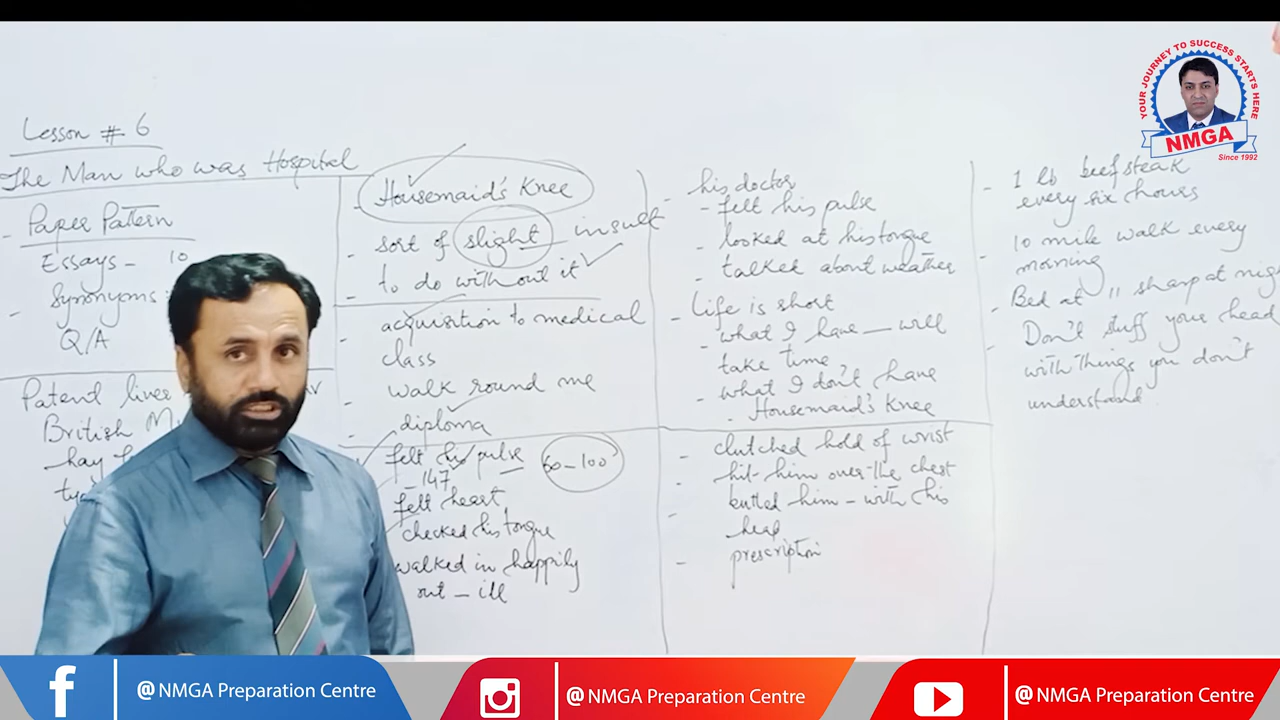 Lesson # 6
The Man who was Hospital
- Paper Pattern
Essays - 10
- Synonyms
Q/A
Patent lives
British M
hay f
ty
- Housemaid's Knee
- sort of slight insult
- to do without it
- acquisition to medical
class
- walk round me
- diploma
felt his pulse 60-100
- 147
felt heart
checked his tongue
walked in happily
out - ill
- his doctor
- felt his pulse
- looked at his tongue
- talked about weather
- Life is short
- what I have - will
take time
- what I don't have
- Housemaid's Knee
- clutched hold of wrist
- hit him over the chest
- butted him - with his
head
- prescription
- 1 lb beefsteak
every six hours
- 10 mile walk every
morning
- Bed at 11 sharp at nigh
- Don't stuff your head
with things you don't
understand
YOUR JOURNEY TO SUCCESS STARTS HERE
NMGA
Since 1992
f @NMGA Preparation Centre
@NMGA Preparation Centre
@NMGA Preparation Centre